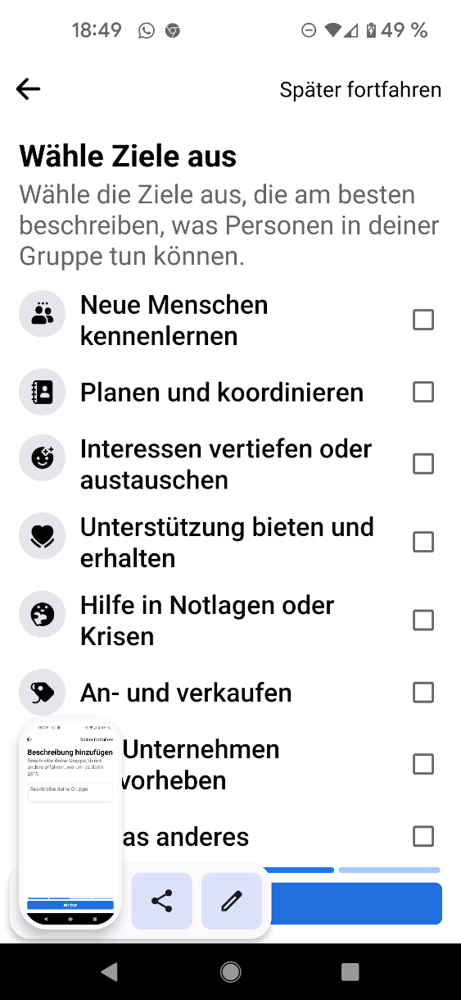 18:49
49 %
Später fortfahren
Wähle Ziele aus
Wähle die Ziele aus, die am besten
beschreiben, was Personen in deiner
Gruppe tun können.
Neue Menschen
kennenlernen
Planen und koordinieren
Interessen vertiefen oder
austauschen
Unterstützung bieten und
erhalten
Hilfe in Notlagen oder
Krisen
An- und verkaufen
Unternehmen
vorheben
as anderes
18:49
Später fortfahren
Beschreibung hinzufügen
Beschreibe deine Gruppe, damit
andere erfahren, worum es darin
geht.
Beschreibe deine Gruppe
Weiter